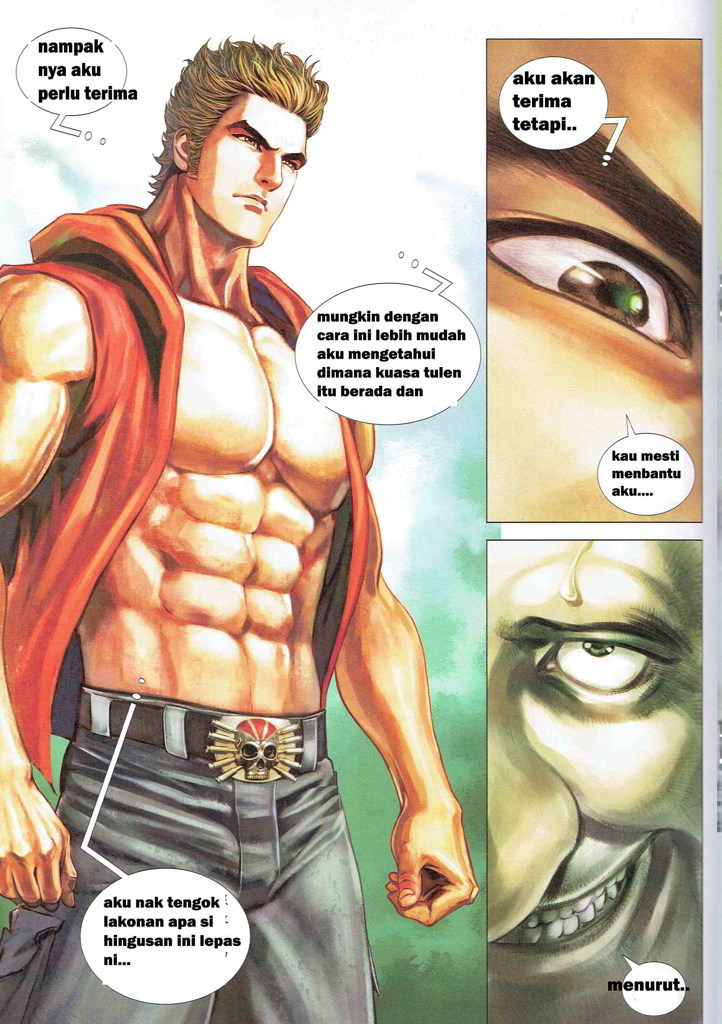 nampak
nya aku
perlu terima
mungkin dengan
cara ini lebih mudah
aku mengetahui
dimana kuasa tulen
itu berada dan
aku nak tengok
lakonan apa si
hingusan ini lepas
ni...
aku akan
terima
tetapi..
kau mesti
menbantu
aku....
menurut..